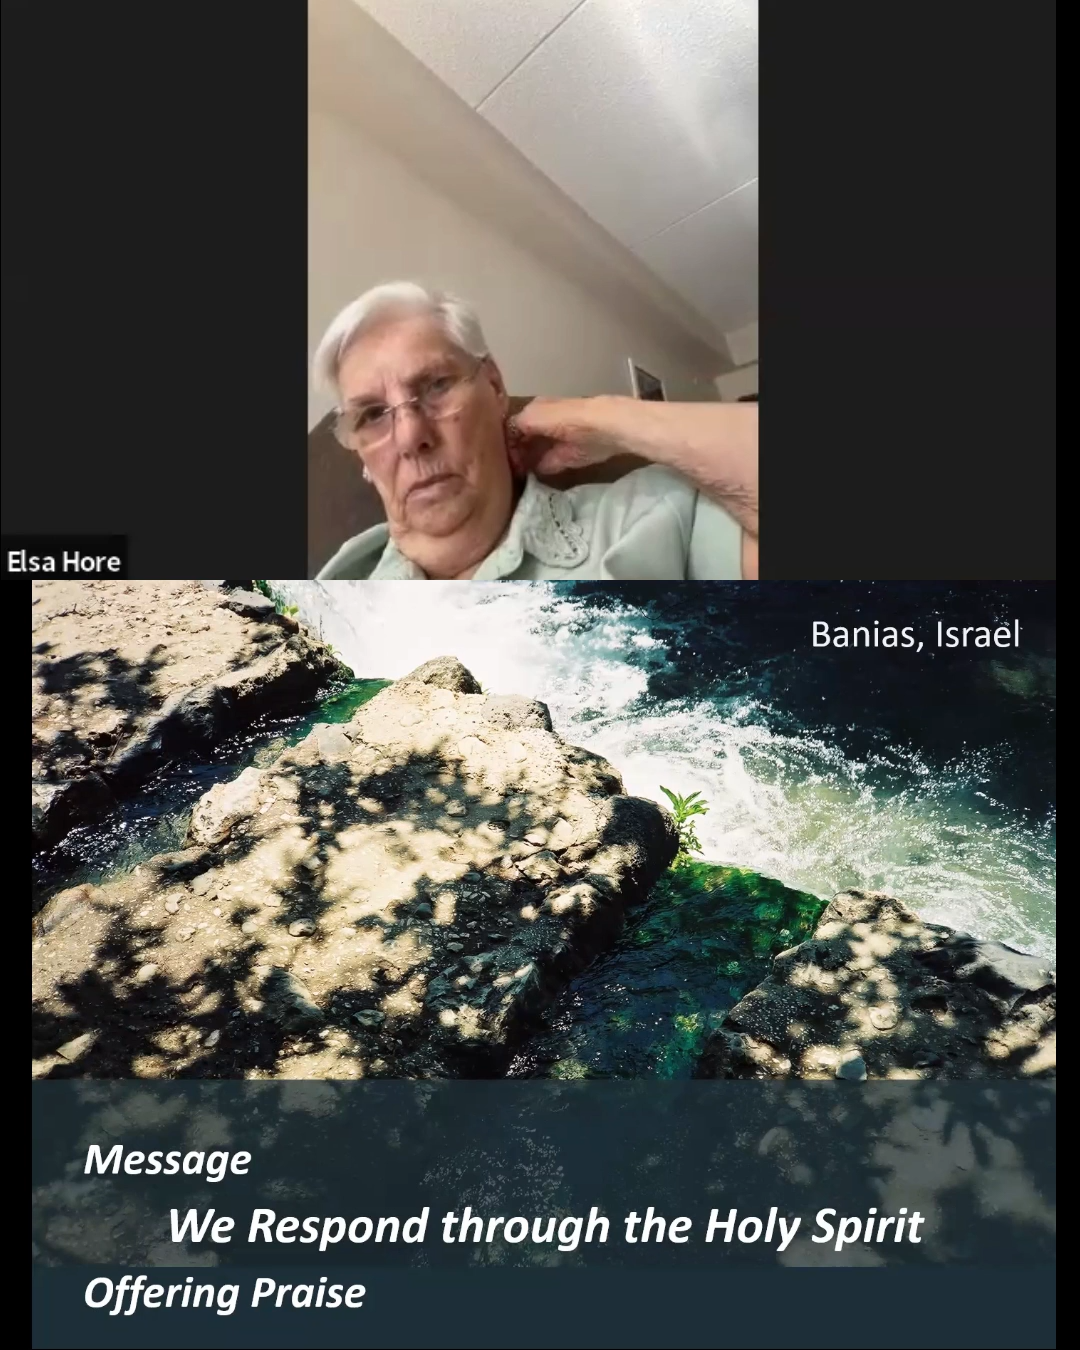 Elsa Hore
Banias, Israel
Message
We Respond through the Holy Spirit
Offering Praise